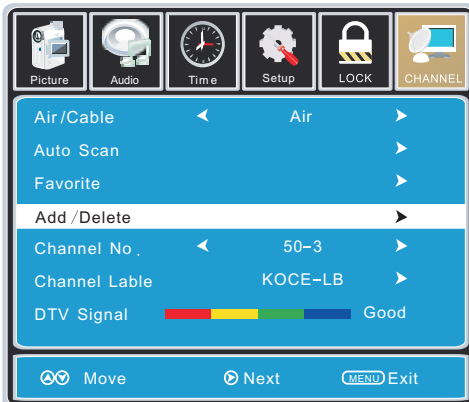 Picture Audio Time Setup LOCK CHANNEL
Air/Cable Air
Auto Scan
Favorite
Add /Delete
Channel No. 50-3
Channel Lable KOCE-LB
DTV Signal Good
Move Next MENU Exit